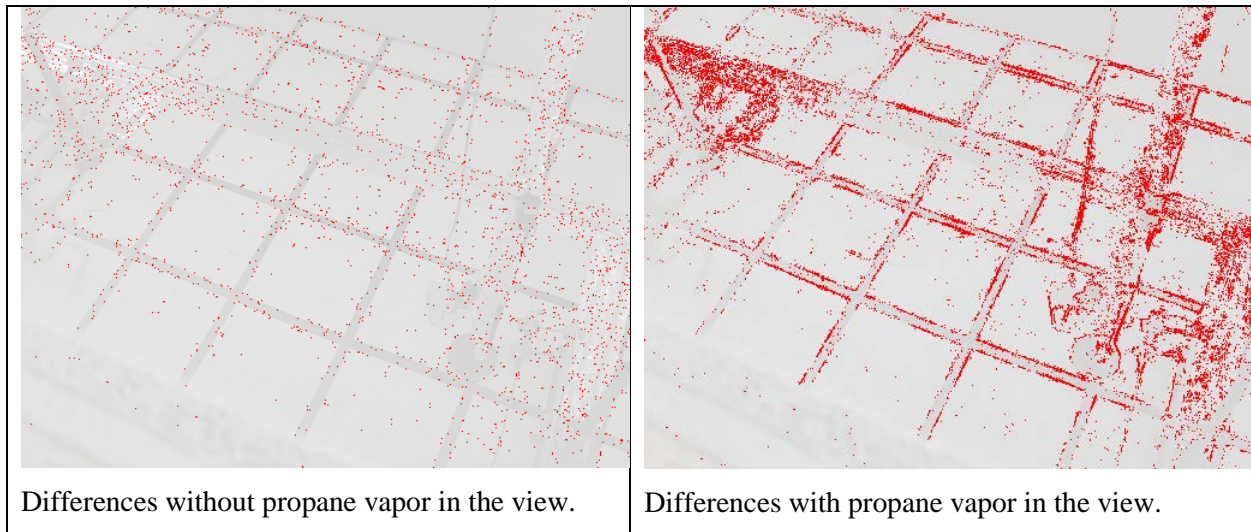 Differences without propane vapor in the view.
Differences with propane vapor in the view.